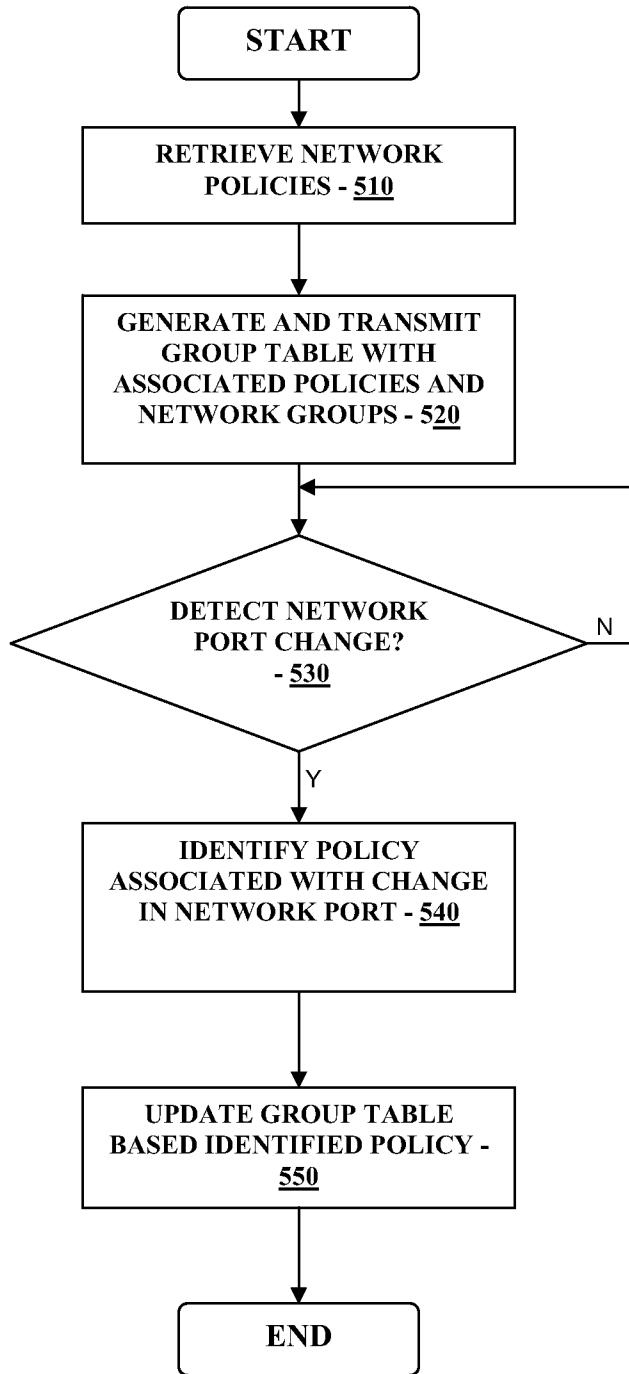 START
RETRIEVE NETWORK
POLICIES - 510
GENERATE AND TRANSMIT
GROUP TABLE WITH
ASSOCIATED POLICIES AND
NETWORK GROUPS - 520
DETECT NETWORK
PORT CHANGE?
- 530
N
Y
IDENTIFY POLICY
ASSOCIATED WITH CHANGE
IN NETWORK PORT - 540
UPDATE GROUP TABLE
BASED IDENTIFIED POLICY -
550
END